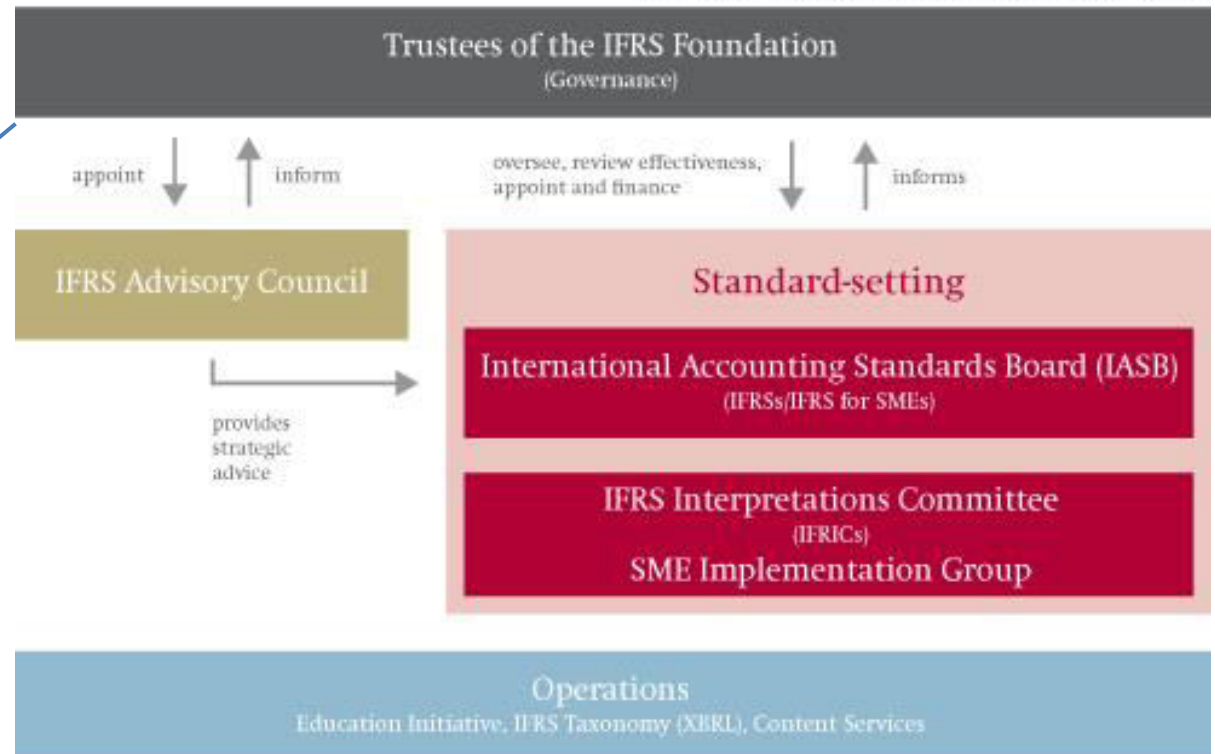 Trustees of the IFRS Foundation
(Governance)
appoint
inform
oversee, review effectiveness,
appoint and finance
informs
IFRS Advisory Council
Standard-setting
International Accounting Standards Board (IASB)
(IFRSs/IFRS for SMEs)
provides
strategic
advice
IFRS Interpretations Committee
(IFRICs)
SME Implementation Group
Operations
Education Initiative, IFRS Taxonomy (XBRL), Content Services